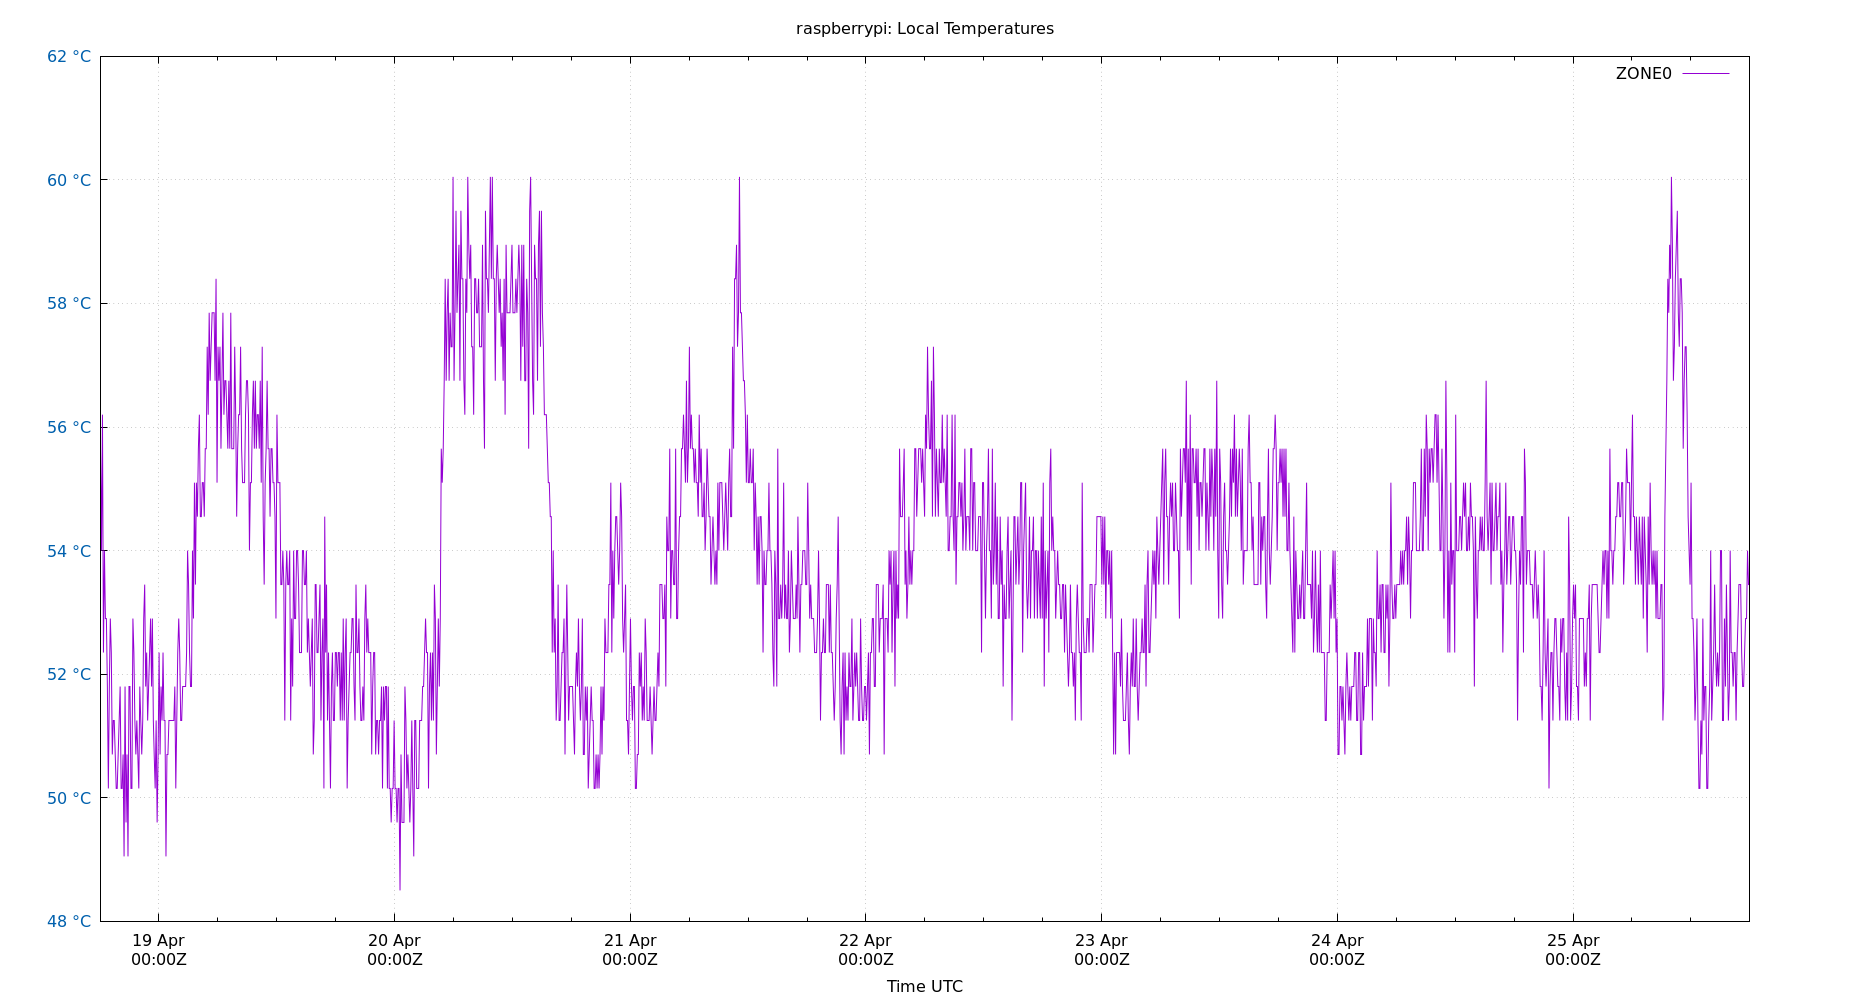 raspberrypi: Local Temperatures
62 °C
ZONE0
60 °C
58 °C
56 °C
54 °C
52 °C
50 °C
48 °C
19 Apr 20 Apr 21 Apr 22 Apr 23 Apr 24 Apr 25 Apr
00:00Z 00:00Z 00:00Z 00:00Z 00:00Z 00:00Z 00:00Z
Time UTC